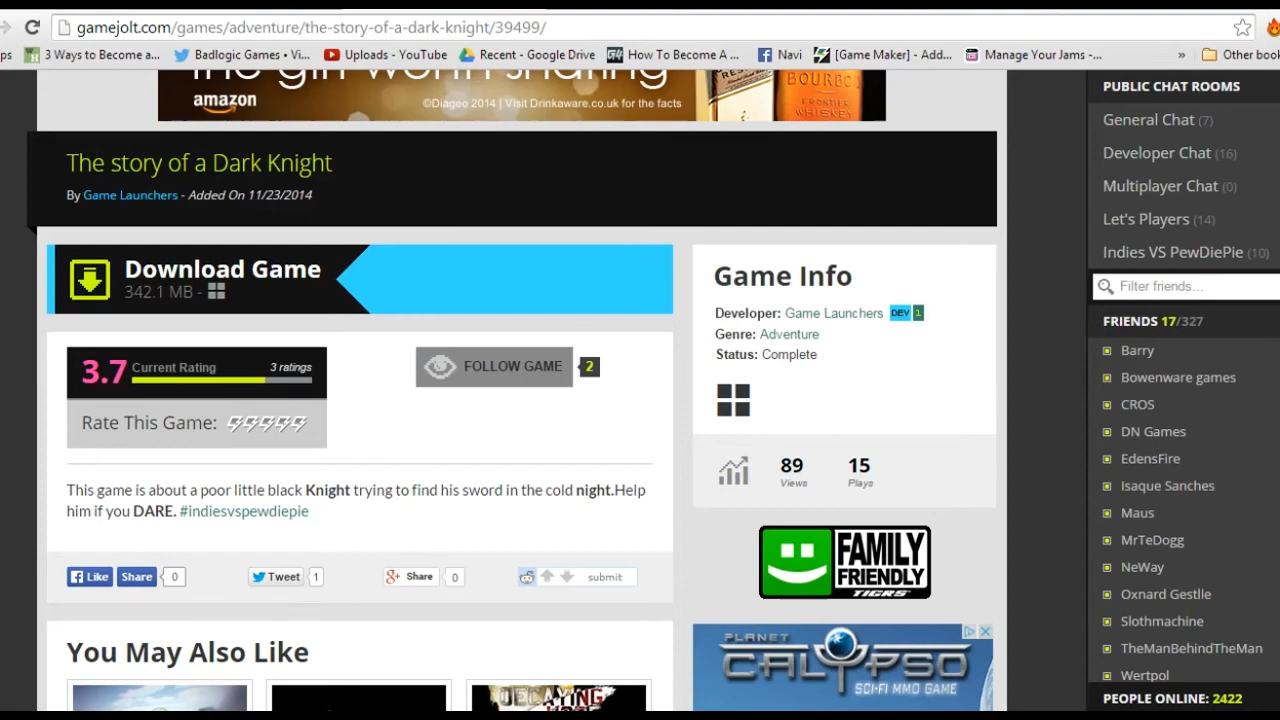 gamejolt.com/games/adventure/the-story-of-a-dark-knight/39499/
3 Ways to Become a...
Badlogic Games • Vi...
Uploads - YouTube
Recent - Google Drive
How To Become A ...
Navi
[Game Maker] - Add...
Manage Your Jams -...
»
Other book
amazon
©Diageo 2014 | Visit Drinkaware.co.uk for the facts
BOURBO
FRONTIER
WHISKEY
The story of a Dark Knight
By Game Launchers - Added On 11/23/2014
Download Game
342.1 MB -
3.7 Current Rating 3 ratings
Rate This Game:
FOLLOW GAME 2
This game is about a poor little black Knight trying to find his sword in the cold night.Help
him if you DARE. #indiesvspewdiepie
Like Share 0
Tweet 1
Share 0
submit
You May Also Like
DECAYING
Game Info
Developer: Game Launchers DEV 1
Genre: Adventure
Status: Complete
89 15
Views Plays
FAMILY
FRIENDLY
TIGRS
PLANET
CALYPSO
SCI-FI MMO GAME
PUBLIC CHAT ROOMS
General Chat (7)
Developer Chat (16)
Multiplayer Chat (0)
Let's Players (14)
Indies VS PewDiePie (10)
Filter friends...
FRIENDS 17/327
Barry
Bowenware games
CROS
DN Games
EdensFire
Isaque Sanches
Maus
MrTeDogg
NeWay
Oxnard Gestlle
Slothmachine
TheManBehindTheMan
Wertpol
PEOPLE ONLINE: 2422